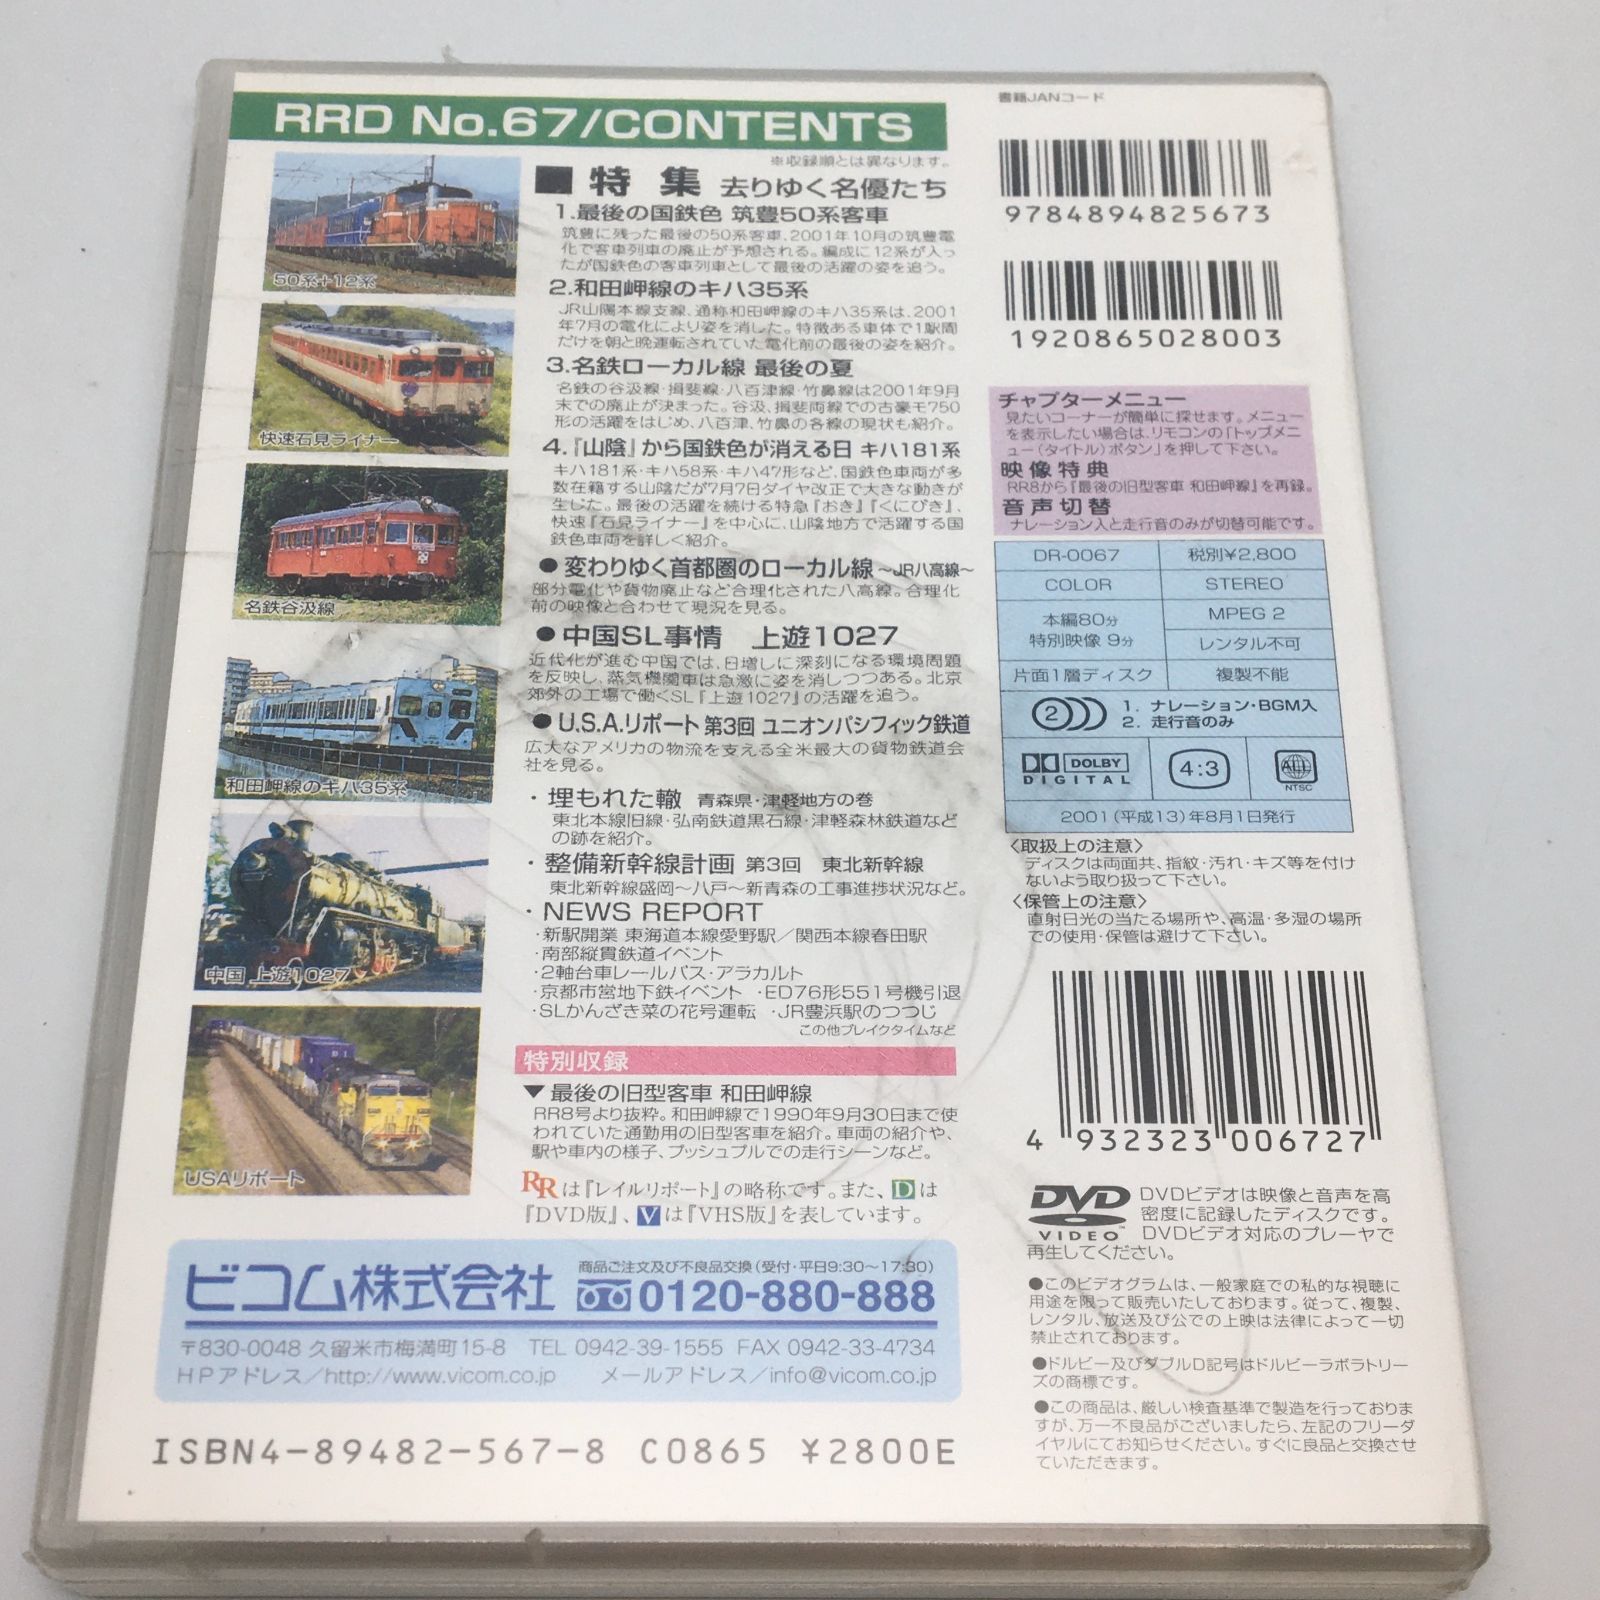 RRD No.67/CONTENTS
※収録順とは異なります。
■ 特集 去りゆく名優たち
1.最後の国鉄色 筑豊50系客車
筑豊に残った最後の50系客車、2001年10月の筑豊電
化で客車列車の廃止が予想される。編成に12系が入っ
たが国鉄色の客車列車として最後の活躍の姿を追う。
2.和田岬線のキハ35系
JR山陽本線支線、通称和田岬線のキハ35系は、2001
年7月の電化により姿を消した。特徴ある車体で1駅間
だけを朝と晩運転されていた電化前の最後の姿を紹介。
3.名鉄ローカル線 最後の夏
名鉄の谷汲線・揖斐線・八百津線・竹鼻線は2001年9月
末での廃止が決まった。谷汲、揖斐両線での古豪モ750
形の活躍をはじめ、八百津、竹鼻の各線の現状も紹介。
4.『山陰』から国鉄色が消える日 キハ181系
キハ181系・キハ58系・キハ47形など、国鉄色車両が多
数在籍する山陰だが7月7日ダイヤ改正で大きな動きが
生じた。最後の活躍を続ける特急『おき』『くにびき』、
快速『石見ライナー』を中心に、山陰地方で活躍する国
鉄色車両を詳しく紹介。
● 変わりゆく首都圏のローカル線 ～JR八高線～
部分電化や貨物廃止など合理化された八高線。合理化
前の映像と合わせて現況を見る。
● 中国SL事情 上遊1027
近代化が進む中国では、日増しに深刻になる環境問題
を反映し、蒸気機関車は急激に姿を消しつつある。北京
郊外の工場で働くSL『上遊1027』の活躍を追う。
● U.S.A.リポート 第3回 ユニオンパシフィック鉄道
広大なアメリカの物流を支える全米最大の貨物鉄道会
社を見る。
・ 埋もれた轍 青森県・津軽地方の巻
東北本線旧線・弘南鉄道黒石線・津軽森林鉄道など
の跡を紹介。
・ 整備新幹線計画 第3回 東北新幹線
東北新幹線盛岡～八戸～新青森の工事進捗状況など。
・ NEWS REPORT
・新駅開業 東海道本線愛野駅／関西本線春田駅
・南部縦貫鉄道イベント
・2軸台車レールバス・アラカルト
・京都市営地下鉄イベント ・ED76形551号機引退
・SLかんざき菜の花号運転 ・JR豊浜駅のつつじ
この他ブレイクタイムなど
特別収録
▼ 最後の旧型客車 和田岬線
RR8号より抜粋。和田岬線で1990年9月30日まで使
われていた通勤用の旧型客車を紹介。車両の紹介や、
駅や車内の様子、プッシュプルでの走行シーンなど。
RRは『レイルリポート』の略称です。また、Dは
『DVD版』、Vは『VHS版』を表しています。
50系+12系
快速石見ライナー
名鉄谷汲線
和田岬線のキハ35系
中国 上遊1027
USAリポート
ビコム株式会社
商品ご注文及び不良品交換(受付・平日9:30～17:30)
0120-880-888
〒830-0048 久留米市梅満町15-8 TEL 0942-39-1555 FAX 0942-33-4734
HPアドレス／http://www.vicom.co.jp メールアドレス／info@vicom.co.jp
ISBN4-89482-567-8 C0865 ¥2800E
書籍JANコード
9784894825673
1920865028003
チャプターメニュー
見たいコーナーが簡単に探せます。メニュー
を表示したい場合は、リモコンの「トップメニ
ュー(タイトル)ボタン」を押して下さい。
映像特典
RR8から『最後の旧型客車 和田岬線』を再録。
音声切替
ナレーション入と走行音のみが切替可能です。
DR-0067 税別¥2,800
COLOR STEREO
本編80分
特別映像 9分
MPEG 2
レンタル不可
片面1層ディスク 複製不能
2
1. ナレーション・BGM入
2. 走行音のみ
DOLBY
DIGITAL
4:3
ALL
NTSC
2001(平成13)年8月1日発行
〈取扱上の注意〉
ディスクは両面共、指紋・汚れ・キズ等を付け
ないよう取り扱って下さい。
〈保管上の注意〉
直射日光の当たる場所や、高温・多湿の場所
での使用・保管は避けて下さい。
4 932323 006727
DVD
VIDEO
DVDビデオは映像と音声を高
密度に記録したディスクです。
DVDビデオ対応のプレーヤで
再生してください。
●このビデオグラムは、一般家庭での私的な視聴に
用途を限って販売いたしております。従って、複製、
レンタル、放送及び公での上映は法律によって一切
禁止されております。
●ドルビー及びダブルD記号はドルビーラボラトリー
ズの商標です。
●この商品は、厳しい検査基準で製造を行っておりま
すが、万一不良品がございましたら、左記のフリーダ
イヤルにてお知らせください。すぐに良品と交換させ
ていただきます。